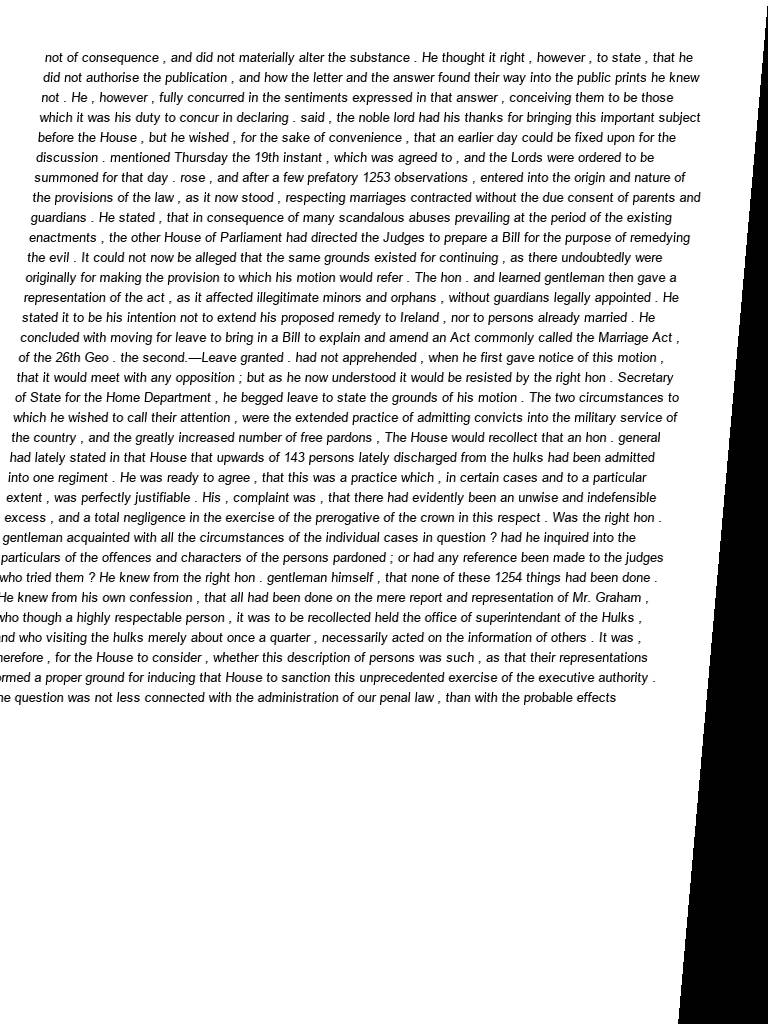 not of consequence , and did not materially alter the substance . He thought it right , however , to state , that he
did not authorise the publication , and how the letter and the answer found their way into the public prints he knew
not . He , however , fully concurred in the sentiments expressed in that answer , conceiving them to be those
which it was his duty to concur in declaring . said , the noble lord had his thanks for bringing this important subject
before the House , but he wished , for the sake of convenience , that an earlier day could be fixed upon for the
discussion . mentioned Thursday the 19th instant , which was agreed to , and the Lords were ordered to be
summoned for that day . rose , and after a few prefatory 1253 observations , entered into the origin and nature of
the provisions of the law , as it now stood , respecting marriages contracted without the due consent of parents and
guardians . He stated , that in consequence of many scandalous abuses prevailing at the period of the existing
enactments , the other House of Parliament had directed the Judges to prepare a Bill for the purpose of remedying
the evil . It could not now be alleged that the same grounds existed for continuing , as there undoubtedly were
originally for making the provision to which his motion would refer . The hon . and learned gentleman then gave a
representation of the act , as it affected illegitimate minors and orphans , without guardians legally appointed . He
stated it to be his intention not to extend his proposed remedy to Ireland , nor to persons already married . He
concluded with moving for leave to bring in a Bill to explain and amend an Act commonly called the Marriage Act ,
of the 26th Geo . the second.—Leave granted . had not apprehended , when he first gave notice of this motion ,
that it would meet with any opposition ; but as he now understood it would be resisted by the right hon . Secretary
of State for the Home Department , he begged leave to state the grounds of his motion . The two circumstances to
which he wished to call their attention , were the extended practice of admitting convicts into the military service of
the country , and the greatly increased number of free pardons , The House would recollect that an hon . general
had lately stated in that House that upwards of 143 persons lately discharged from the hulks had been admitted
into one regiment . He was ready to agree , that this was a practice which , in certain cases and to a particular
extent , was perfectly justifiable . His , complaint was , that there had evidently been an unwise and indefensible
excess , and a total negligence in the exercise of the prerogative of the crown in this respect . Was the right hon .
gentleman acquainted with all the circumstances of the individual cases in question ? had he inquired into the
particulars of the offences and characters of the persons pardoned ; or had any reference been made to the judges
who tried them ? He knew from the right hon . gentleman himself , that none of these 1254 things had been done .
He knew from his own confession , that all had been done on the mere report and representation of Mr. Graham ,
who though a highly respectable person , it was to be recollected held the office of superintendant of the Hulks ,
and who visiting the hulks merely about once a quarter , necessarily acted on the information of others . It was ,
herefore , for the House to consider , whether this description of persons was such , as that their representations
ormed a proper ground for inducing that House to sanction this unprecedented exercise of the executive authority .
he question was not less connected with the administration of our penal law , than with the probable effects